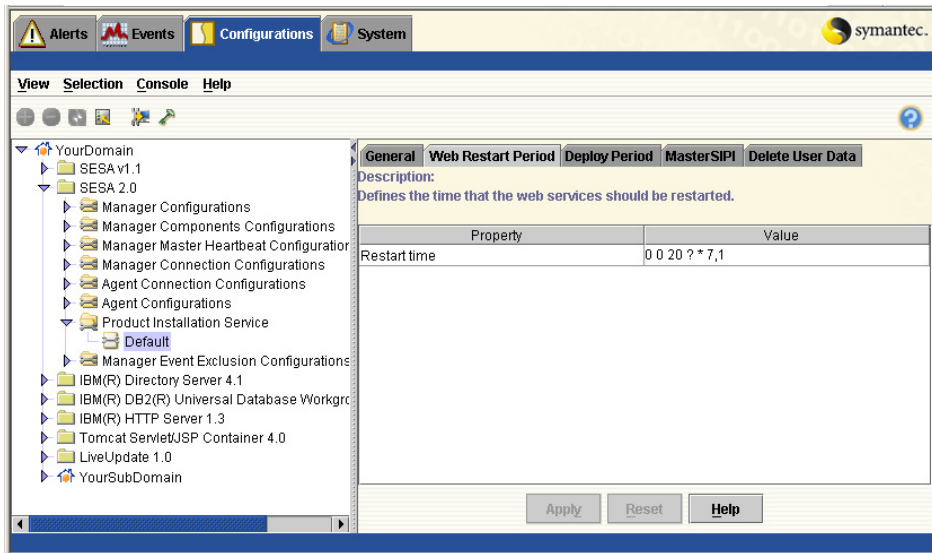 Alerts Events Configurations System symantec.
View Selection Console Help
YourDomain
SESA v1.1
SESA 2.0
Manager Configurations
Manager Components Configurations
Manager Master Heartbeat Configuration
Manager Connection Configurations
Agent Connection Configurations
Agent Configurations
Product Installation Service
Default
Manager Event Exclusion Configurations
IBM(R) Directory Server 4.1
IBM(R) DB2(R) Universal Database Workgro
IBM(R) HTTP Server 1.3
Tomcat Servlet/JSP Container 4.0
LiveUpdate 1.0
YourSubDomain
General Web Restart Period Deploy Period MasterSIPI Delete User Data
Description:
Defines the time that the web services should be restarted.
Property Value
Restart time 0 0 20 ? * 7,1
Apply Reset Help